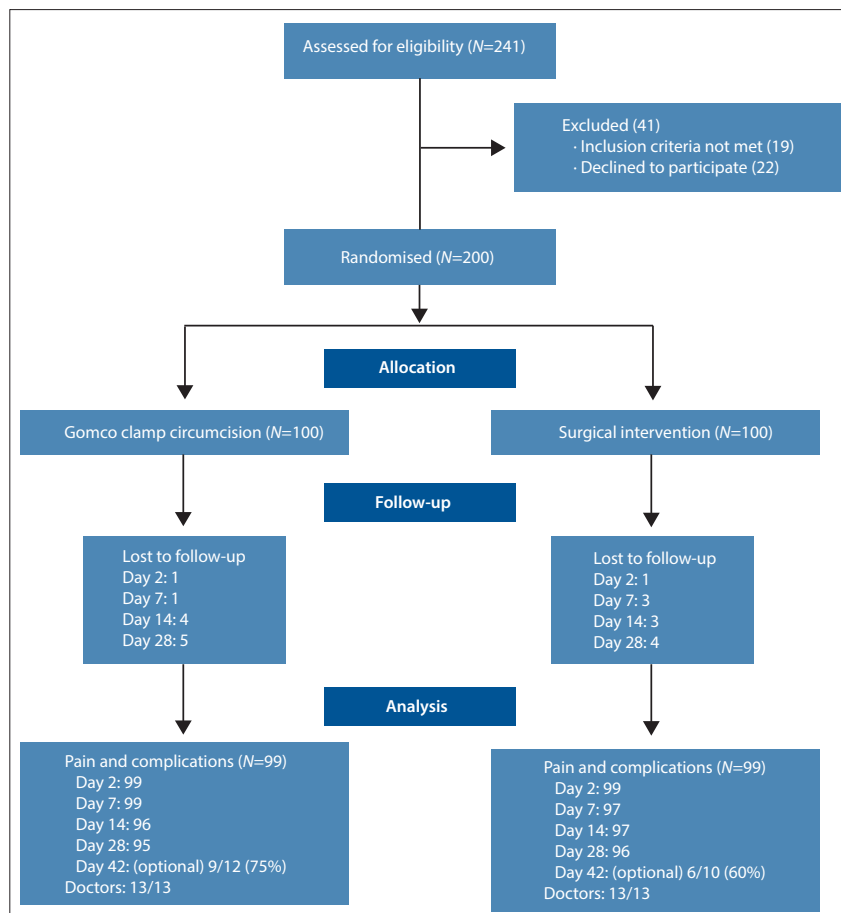 Assessed for eligibility (N=241)
Excluded (41)
· Inclusion criteria not met (19)
· Declined to participate (22)
Randomised (N=200)
Allocation
Gomco clamp circumcision (N=100)
Surgical intervention (N=100)
Follow-up
Lost to follow-up
Day 2: 1
Day 7: 1
Day 14: 4
Day 28: 5
Lost to follow-up
Day 2: 1
Day 7: 3
Day 14: 3
Day 28: 4
Analysis
Pain and complications (N=99)
Day 2: 99
Day 7: 99
Day 14: 96
Day 28: 95
Day 42: (optional) 9/12 (75%)
Doctors: 13/13
Pain and complications (N=99)
Day 2: 99
Day 7: 97
Day 14: 97
Day 28: 96
Day 42: (optional) 6/10 (60%)
Doctors: 13/13